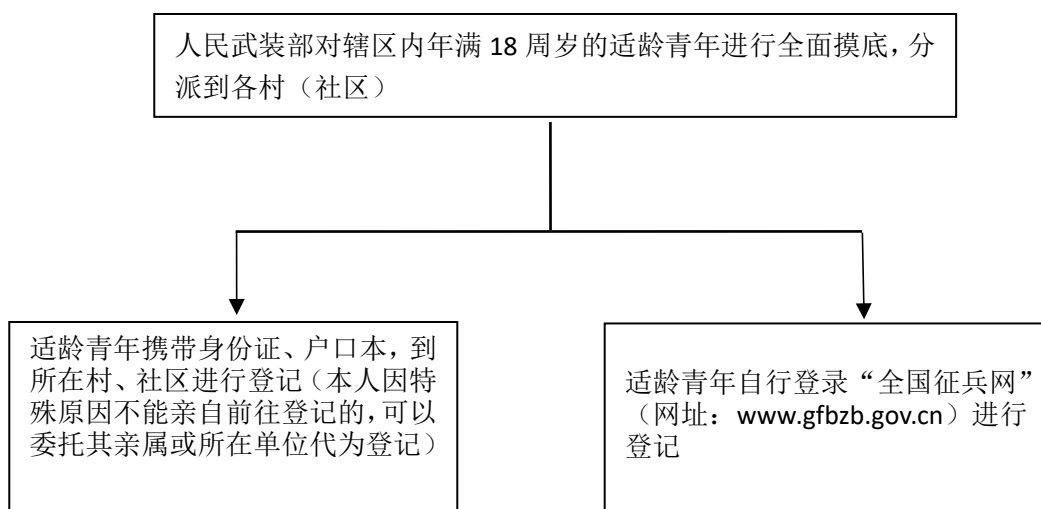 人民武装部对辖区内年满 18 周岁的适龄青年进行全面摸底，分
派到各村（社区）
适龄青年携带身份证、户口本，到
所在村、社区进行登记（本人因特
殊原因不能亲自前往登记的，可以
委托其亲属或所在单位代为登记）
适龄青年自行登录“全国征兵网”
（网址：www.gfbzb.gov.cn）进行
登记